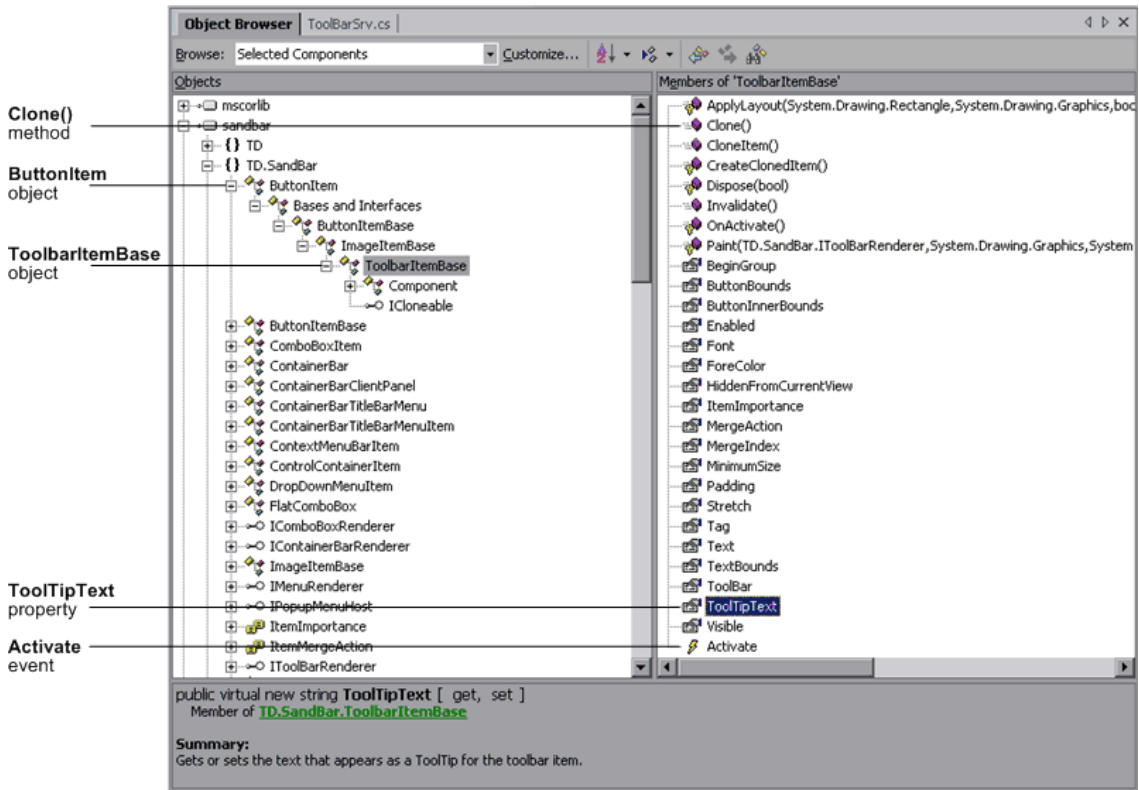 Object Browser
ToolBarSrv.cs
Browse:
Selected Components
Customize...
Objects
mscorlib
sandbar
{} TD
{} TD.SandBar
ButtonItem
Bases and Interfaces
ButtonItemBase
ImageItemBase
ToolbarItemBase
Component
ICloneable
ButtonItemBase
ComboBoxItem
ContainerBar
ContainerBarClientPanel
ContainerBarTitleBarMenu
ContainerBarTitleBarMenuItem
ContextMenuBarItem
ControlContainerItem
DropDownMenuItem
FlatComboBox
IComboBoxRenderer
IContainerBarRenderer
ImageItemBase
IMenuRenderer
IPopupMenuHost
ItemImportance
ItemMergeAction
IToolBarRenderer
Members of 'ToolbarItemBase'
ApplyLayout(System.Drawing.Rectangle,System.Drawing.Graphics,boo
Clone()
CloneItem()
CreateClonedItem()
Dispose(bool)
Invalidate()
OnActivate()
Paint(TD.SandBar.IToolBarRenderer,System.Drawing.Graphics,System
BeginGroup
ButtonBounds
ButtonInnerBounds
Enabled
Font
ForeColor
HiddenFromCurrentView
ItemImportance
MergeAction
MergeIndex
MinimumSize
Padding
Stretch
Tag
Text
TextBounds
ToolBar
ToolTipText
Visible
Activate
public virtual new string ToolTipText [ get, set ]
Member of TD.SandBar.ToolbarItemBase
Summary:
Gets or sets the text that appears as a ToolTip for the toolbar item.
Clone()
method
ButtonItem
object
ToolbarItemBase
object
ToolTipText
property
Activate
event